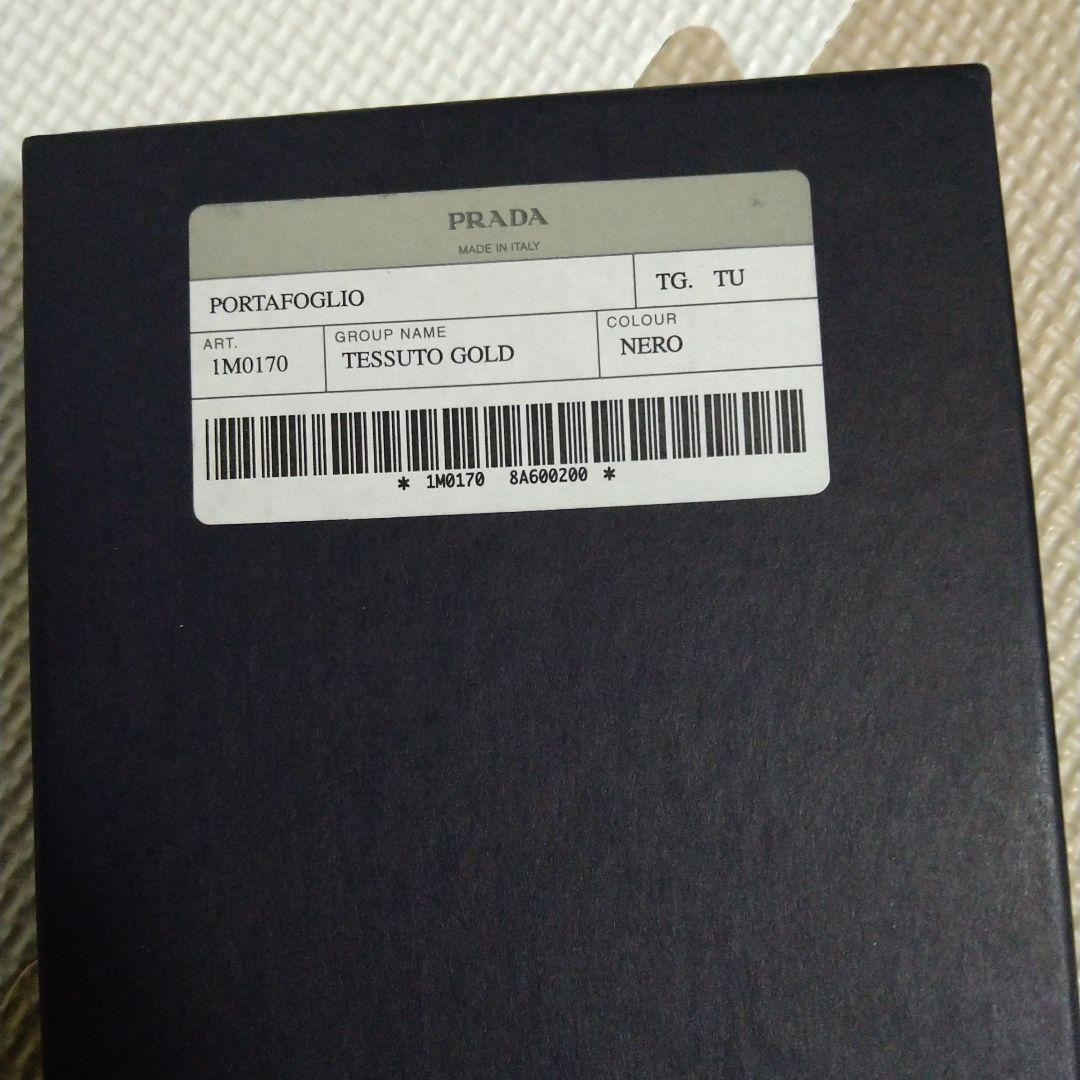 PRADA
MADE IN ITALY
PORTAFOGLIO
TG. TU
ART.
1M0170
GROUP NAME
TESSUTO GOLD
COLOUR
NERO
* 1M0170 8A600200 *